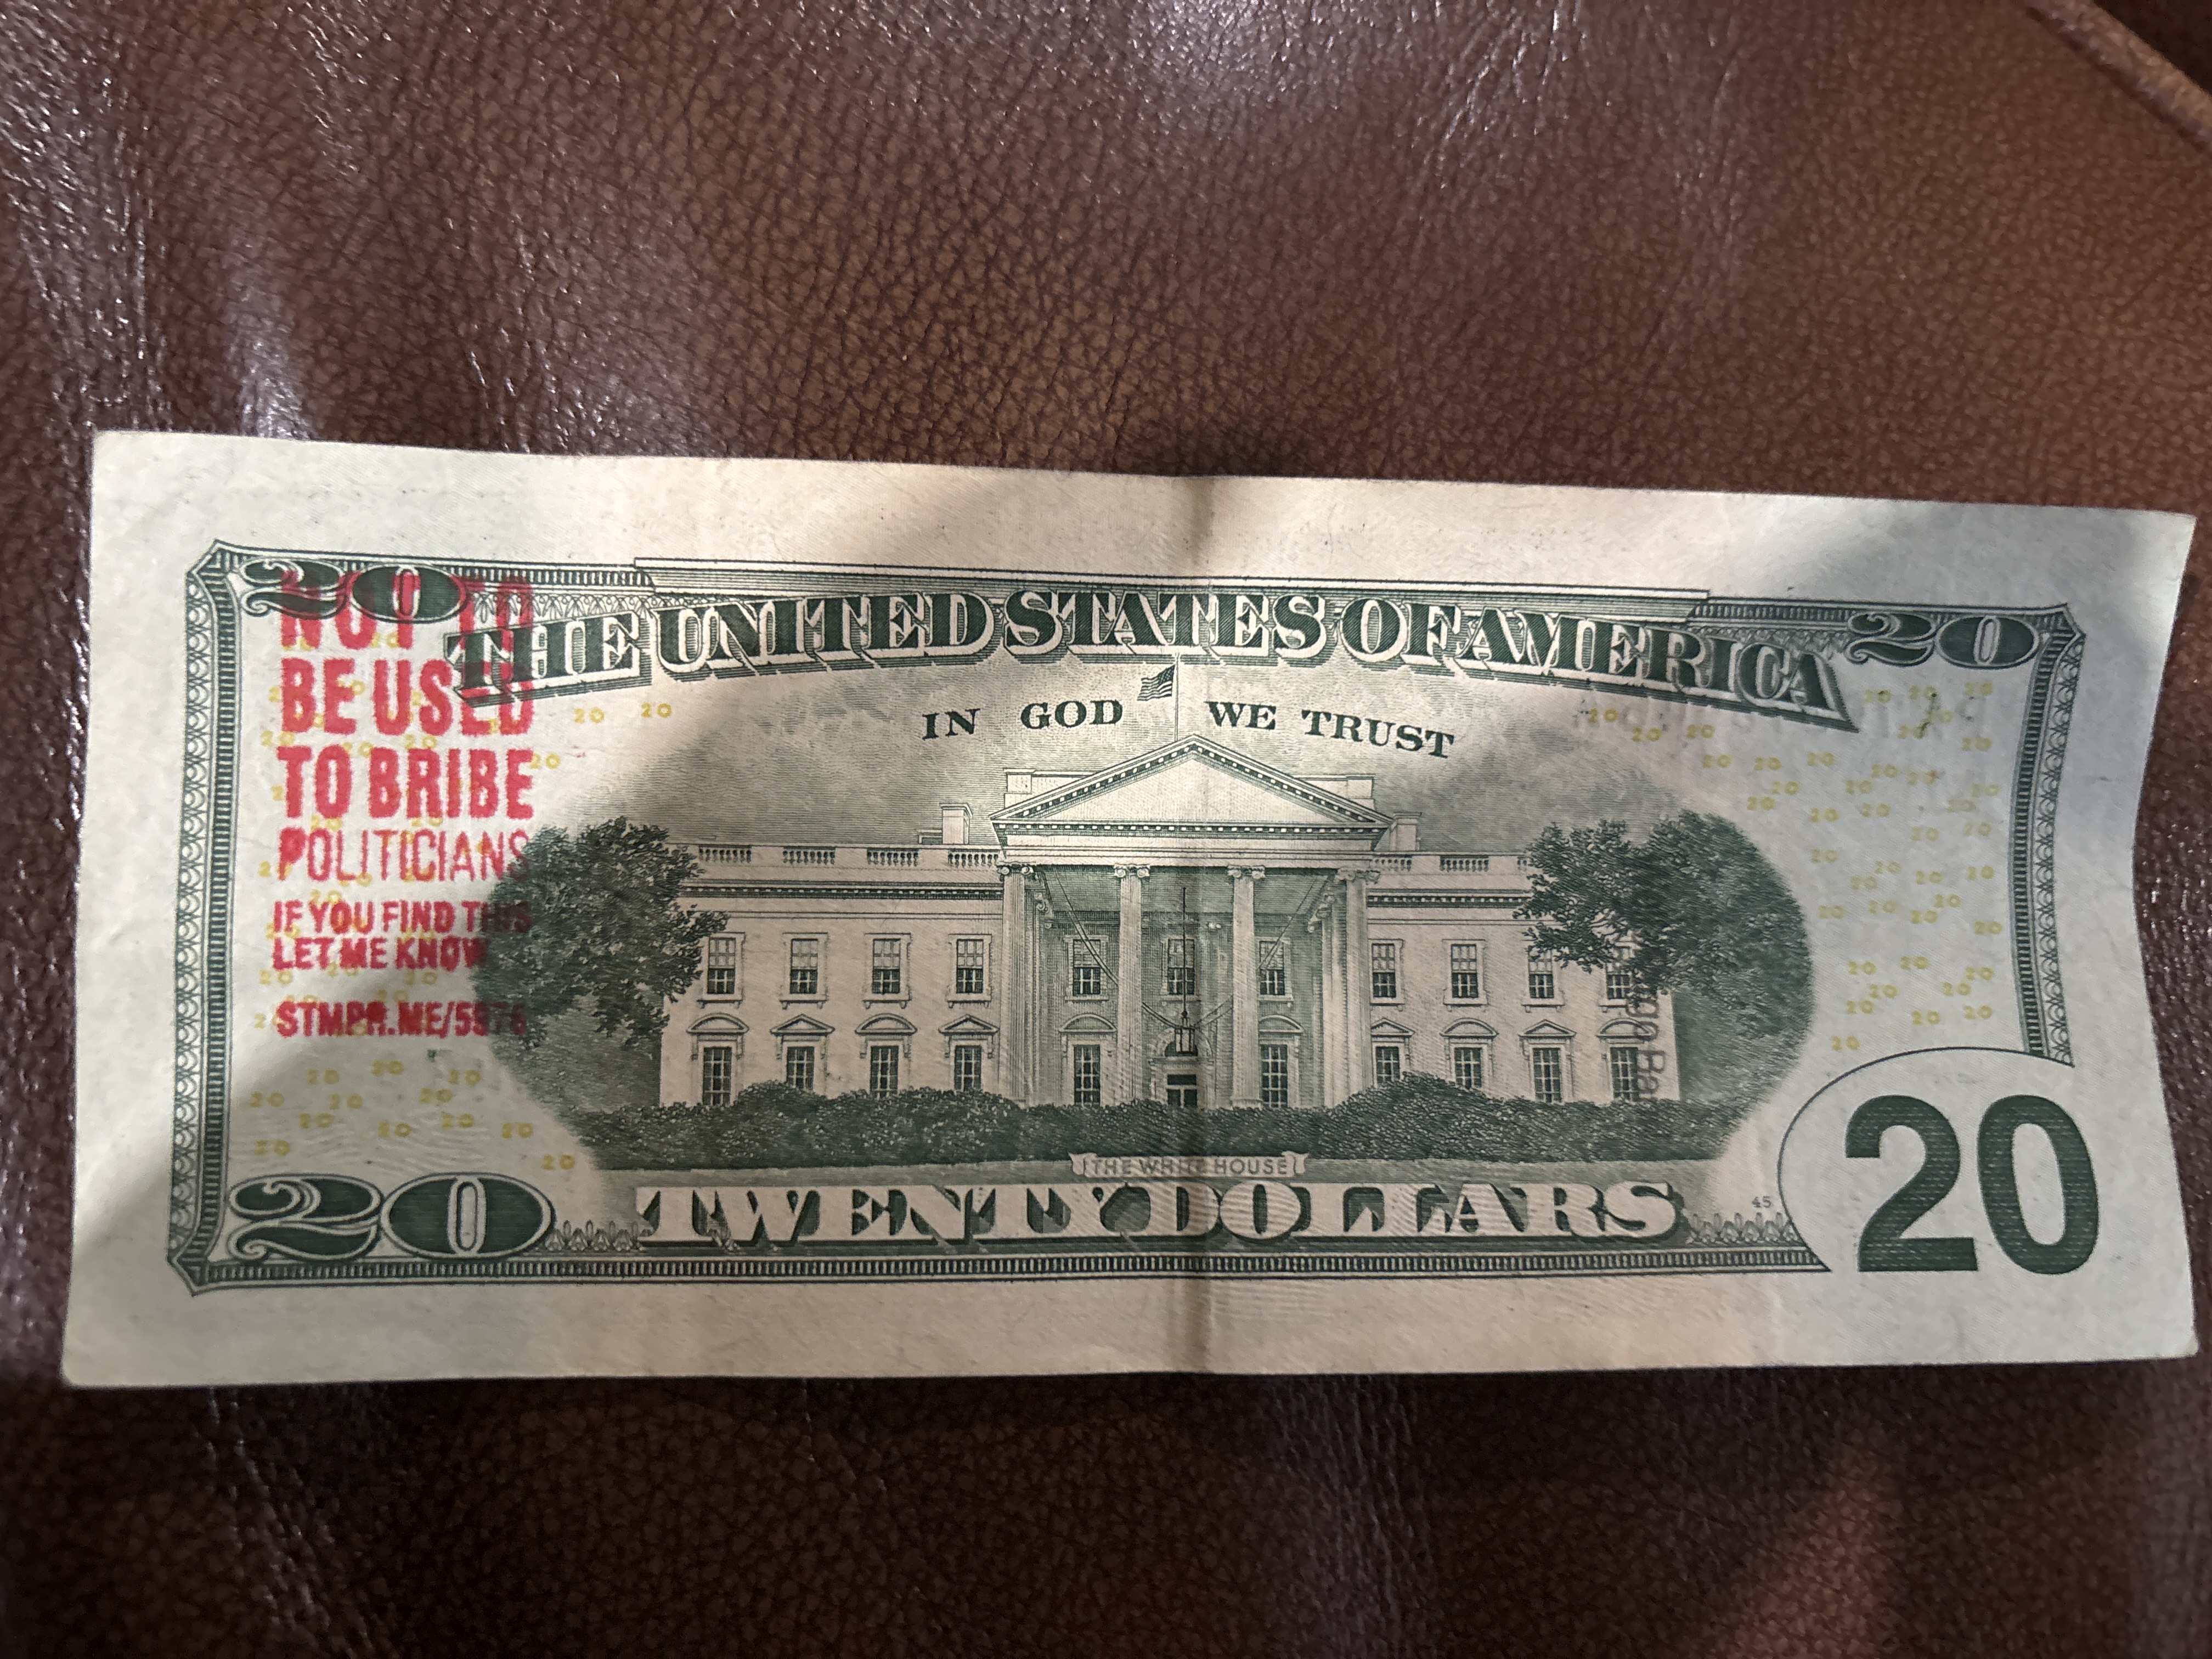 20 THE UNITED STATES OF AMERICA 20
IN GOD WE TRUST
NOT TO
BE USED
TO BRIBE
POLITICIANS
IF YOU FIND THIS
LET ME KNOW
THE WHITE HOUSE
20 TWENTY DOLLARS 45 20